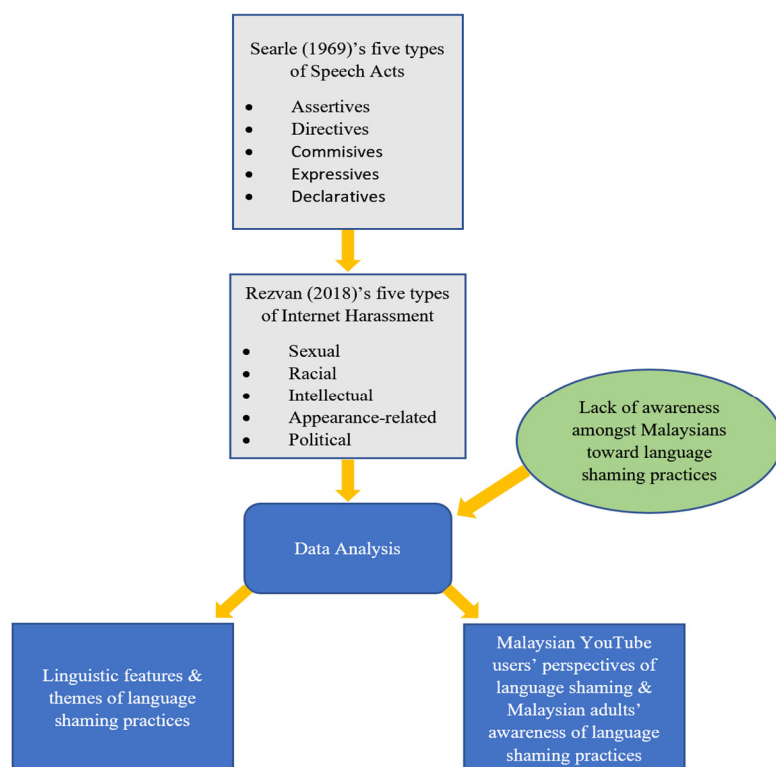 Searle (1969)'s five types
of Speech Acts
• Assertives
• Directives
• Commisives
• Expressives
• Declaratives
Rezvan (2018)'s five types
of Internet Harassment
• Sexual
• Racial
• Intellectual
• Appearance-related
• Political
Lack of awareness
amongst Malaysians
toward language
shaming practices
Data Analysis
Linguistic features &
themes of language
shaming practices
Malaysian YouTube
users' perspectives of
language shaming &
Malaysian adults'
awareness of language
shaming practices